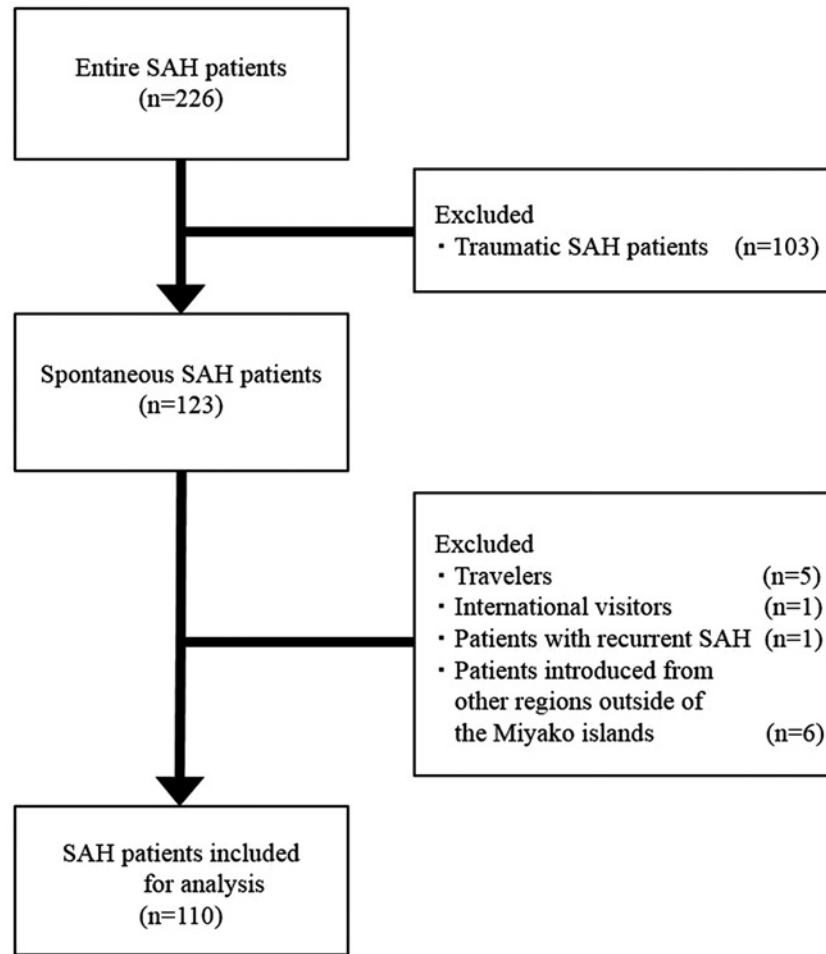 Entire SAH patients
(n=226)
Excluded
・Traumatic SAH patients (n=103)
Spontaneous SAH patients
(n=123)
Excluded
・Travelers (n=5)
・International visitors (n=1)
・Patients with recurrent SAH (n=1)
・Patients introduced from
other regions outside of
the Miyako islands (n=6)
SAH patients included
for analysis
(n=110)